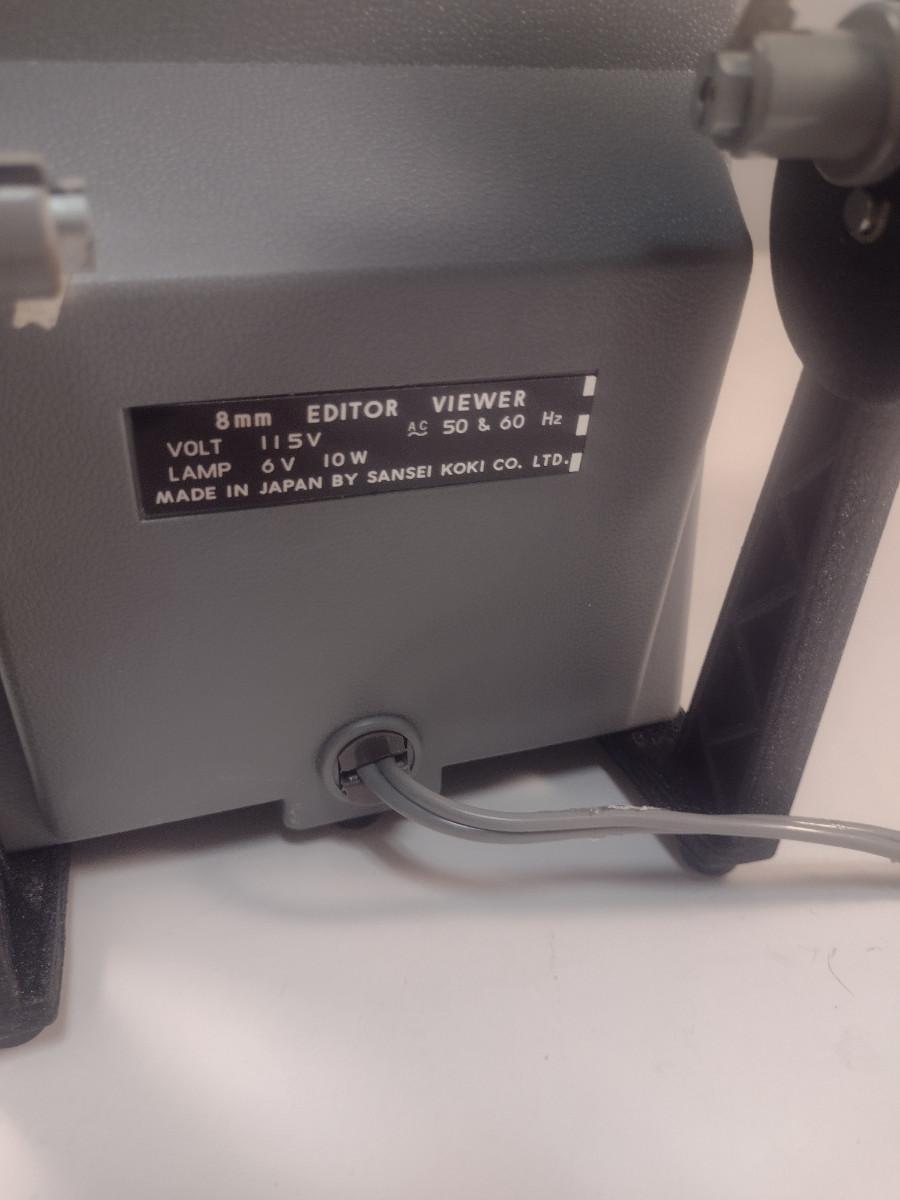 8mm EDITOR VIEWER
VOLT 115V AC 50 & 60 Hz
LAMP 6V 10W
MADE IN JAPAN BY SANSEI KOKI CO. LTD.